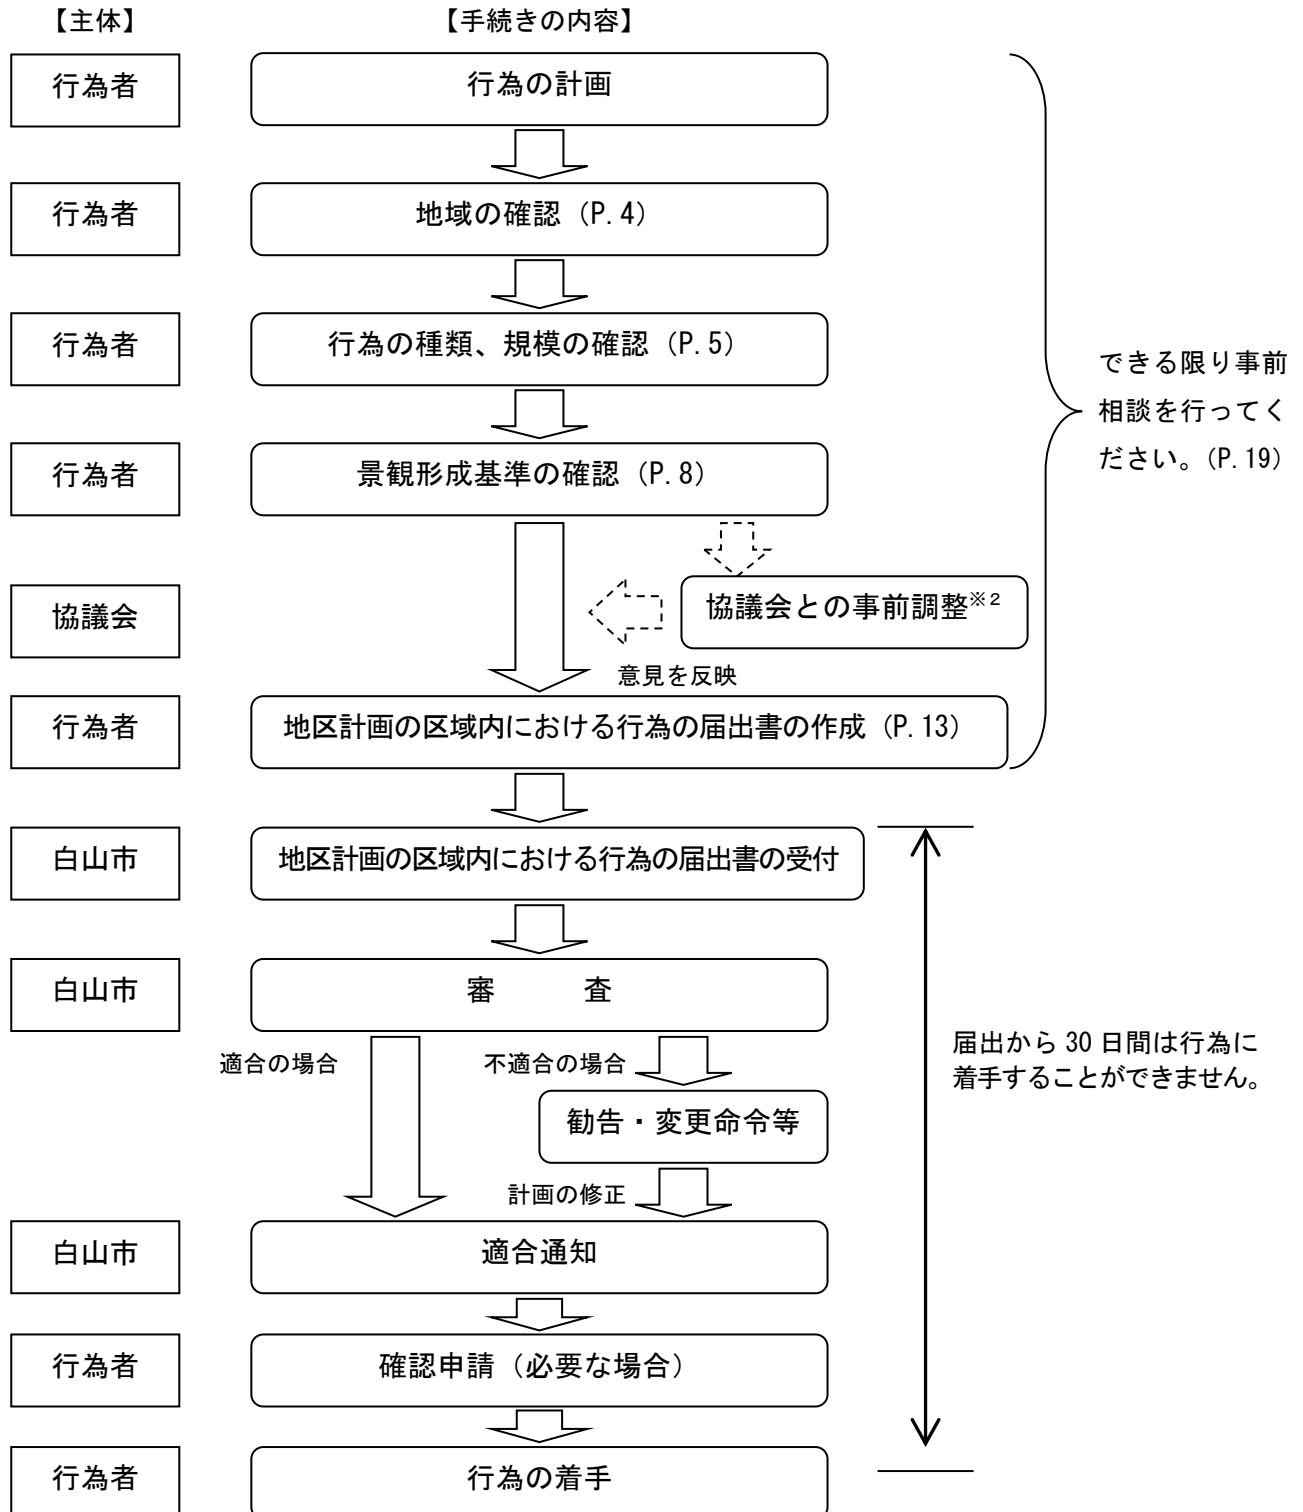 【主体】 【手続きの内容】
行為者 行為の計画
行為者 地域の確認（P.4）
行為者 行為の種類、規模の確認（P.5）
できる限り事前
相談を行ってく
ださい。（P.19）
行為者 景観形成基準の確認（P.8）
協議会 協議会との事前調整※2
意見を反映
行為者 地区計画の区域内における行為の届出書の作成（P.13）
白山市 地区計画の区域内における行為の届出書の受付
白山市 審　　査
適合の場合 不適合の場合
届出から 30 日間は行為に
着手することができません。
勧告・変更命令等
計画の修正
白山市 適合通知
行為者 確認申請（必要な場合）
行為者 行為の着手